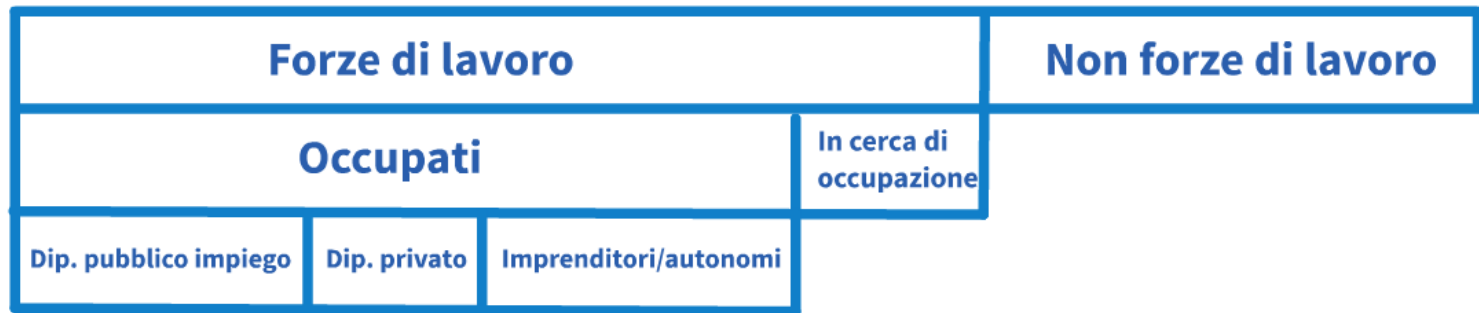 Forze di lavoro
Non forze di lavoro
Occupati
In cerca di
occupazione
Dip. pubblico impiego
Dip. privato
Imprenditori/autonomi